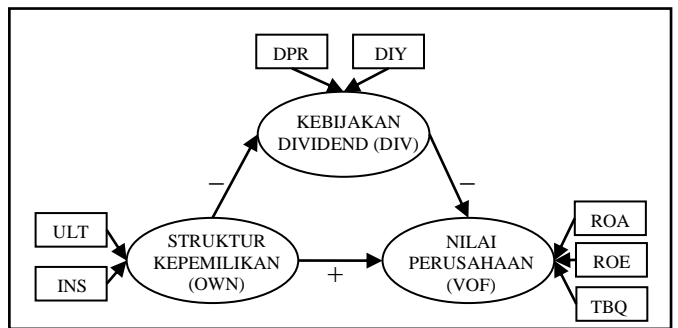 DPR
DIY
KEBIJAKAN
DIVIDEND (DIV)
–
–
ULT
INS
STRUKTUR
KEPEMILIKAN
(OWN)
+
NILAI
PERUSAHAAN
(VOF)
ROA
ROE
TBQ